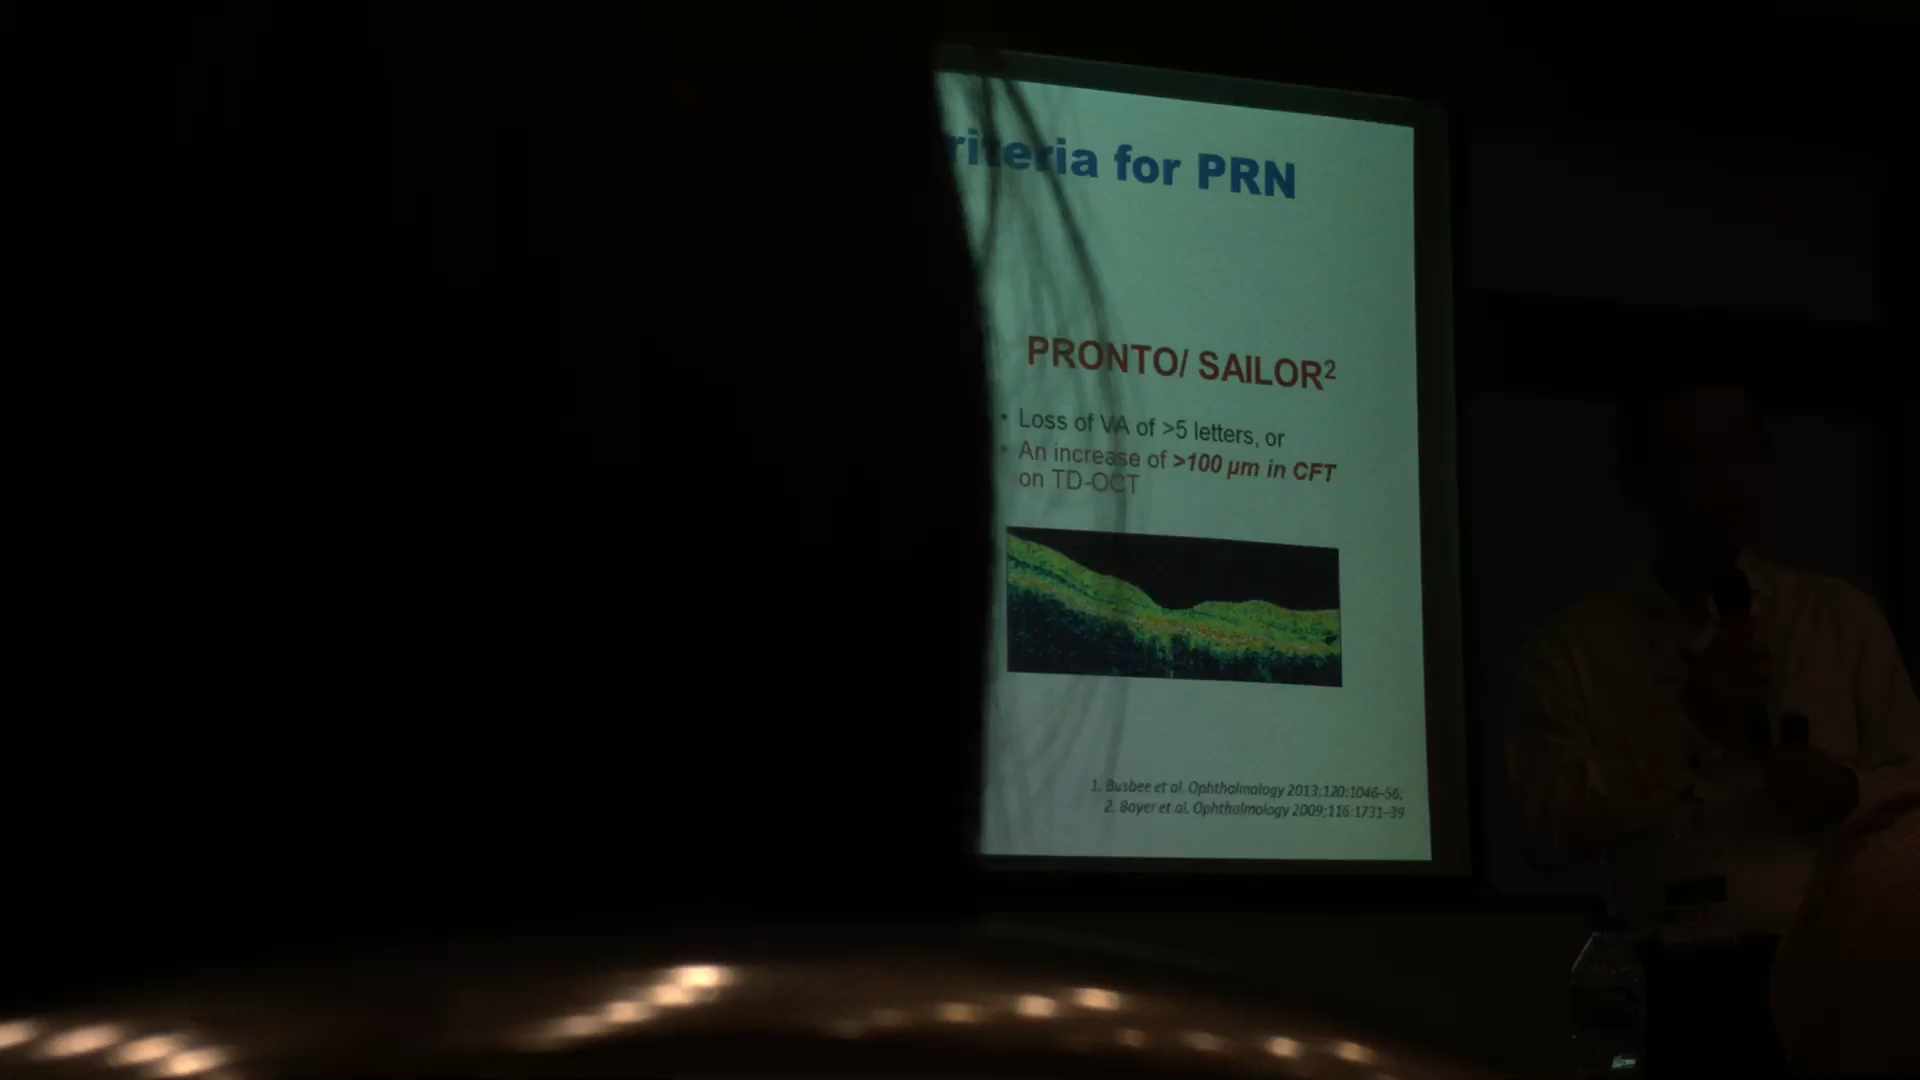 riteria for PRN
PRONTO/ SAILOR²
• Loss of VA of >5 letters, or
• An increase of >100 µm in CFT
on TD-OCT
1. Busbee et al. Ophthalmology 2013;120:1046–56,
2. Boyer et al. Ophthalmology 2009;116:1731–39